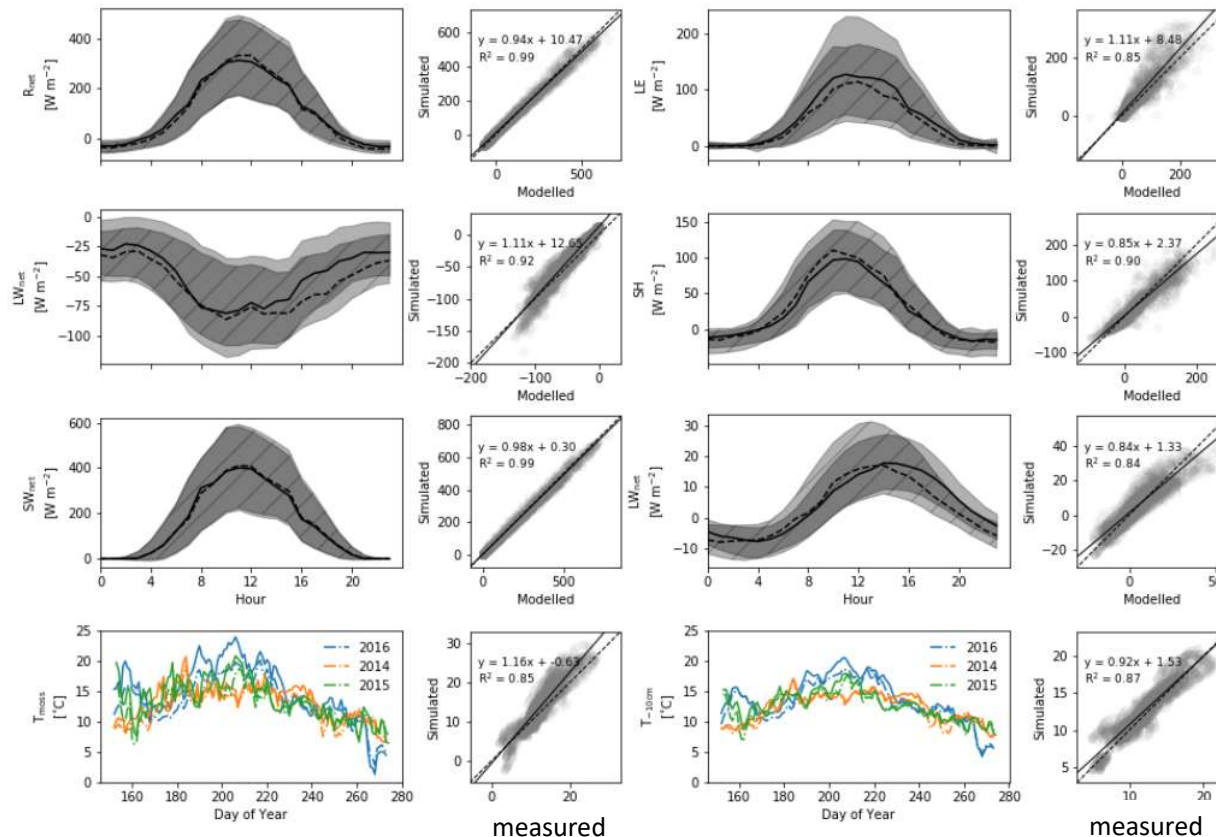 R_net [W m⁻²]
400
200
0
y = 0.94x + 10.47
R² = 0.99
Simulated
600
400
200
0
0 500
Modelled
LE [W m⁻²]
200
100
0
y = 1.11x + 8.48
R² = 0.85
Simulated
200
0
0 200
Modelled
LW_net [W m⁻²]
0
−25
−50
−75
−100
y = 1.11x + 12.65
R² = 0.92
Simulated
0
−50
−100
−150
−200
−200 −100 0
Modelled
SH [W m⁻²]
150
100
50
0
y = 0.85x + 2.37
R² = 0.90
Simulated
200
100
0
−100
0 200
Modelled
SW_net [W m⁻²]
600
400
200
0
0 4 8 12 16 20
Hour
y = 0.98x + 0.30
R² = 0.99
Simulated
800
600
400
200
0
0 500
Modelled
LW_net [W m⁻²]
30
20
10
0
−10
0 4 8 12 16 20
Hour
y = 0.84x + 1.33
R² = 0.84
Simulated
40
20
0
−20
0 50
Modelled
T_moss [°C]
25
20
15
10
5
0
2016
2014
2015
160 180 200 220 240 260 280
Day of Year
y = 1.16x + -0.63
R² = 0.85
Simulated
30
20
10
0
0 20
measured
T_−10cm [°C]
25
20
15
10
5
0
2016
2014
2015
160 180 200 220 240 260 280
Day of Year
y = 0.92x + 1.53
R² = 0.87
Simulated
20
15
10
5
10 20
measured